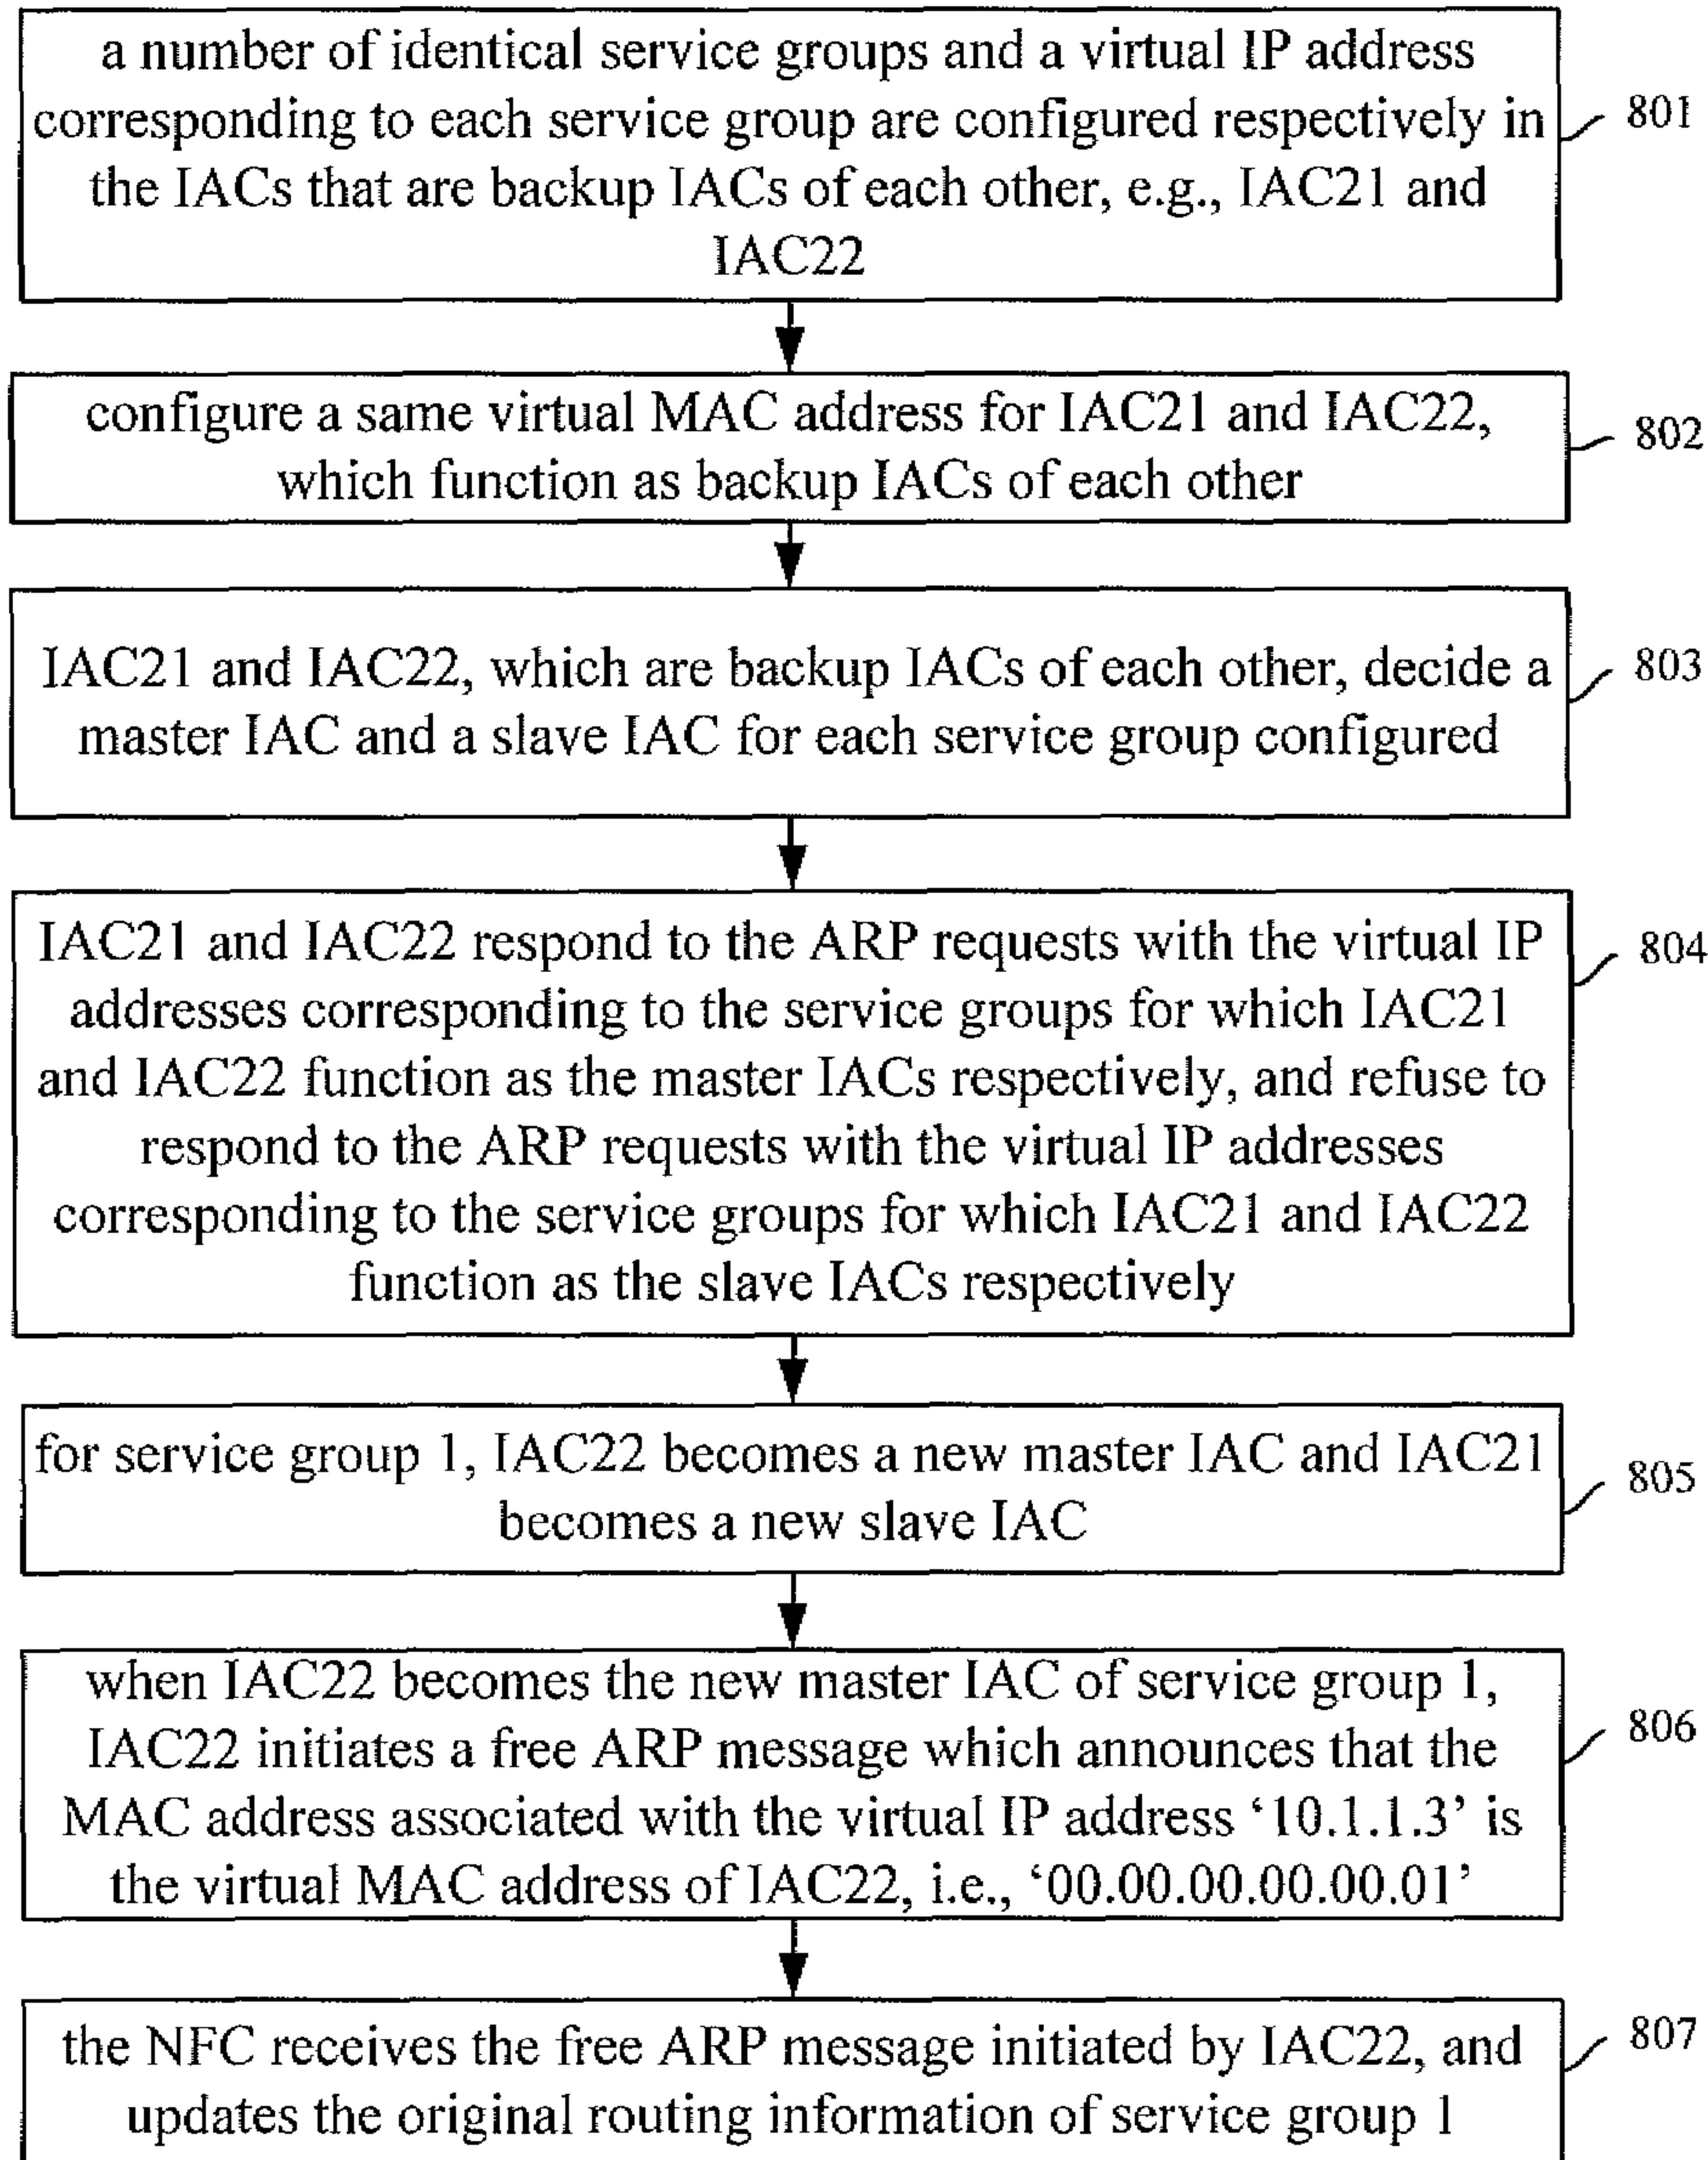 a number of identical service groups and a virtual IP address
corresponding to each service group are configured respectively in
the IACs that are backup IACs of each other, e.g., IAC21 and
IAC22
801
configure a same virtual MAC address for IAC21 and IAC22,
which function as backup IACs of each other
802
IAC21 and IAC22, which are backup IACs of each other, decide a
master IAC and a slave IAC for each service group configured
803
IAC21 and IAC22 respond to the ARP requests with the virtual IP
addresses corresponding to the service groups for which IAC21
and IAC22 function as the master IACs respectively, and refuse to
respond to the ARP requests with the virtual IP addresses
corresponding to the service groups for which IAC21 and IAC22
function as the slave IACs respectively
804
for service group 1, IAC22 becomes a new master IAC and IAC21
becomes a new slave IAC
805
when IAC22 becomes the new master IAC of service group 1,
IAC22 initiates a free ARP message which announces that the
MAC address associated with the virtual IP address ‘10.1.1.3’ is
the virtual MAC address of IAC22, i.e., ‘00.00.00.00.00.01’
806
the NFC receives the free ARP message initiated by IAC22, and
updates the original routing information of service group 1
807